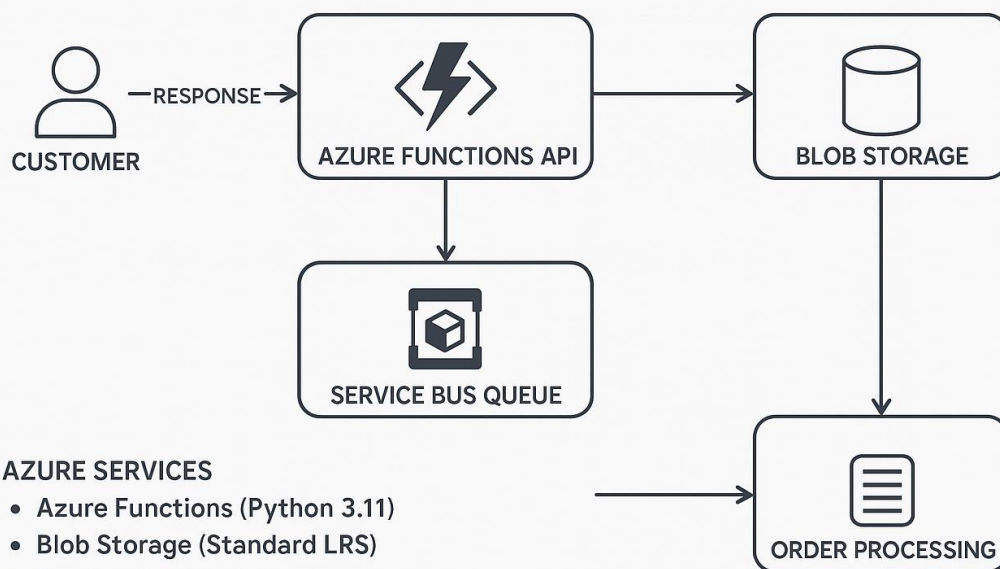 CUSTOMER
RESPONSE
AZURE FUNCTIONS API
BLOB STORAGE
SERVICE BUS QUEUE
ORDER PROCESSING
AZURE SERVICES
• Azure Functions (Python 3.11)
• Blob Storage (Standard LRS)